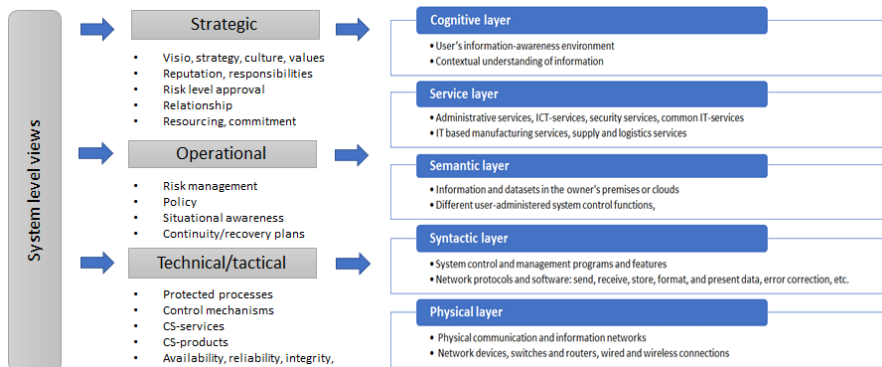 System level views
Strategic
• Visio, strategy, culture, values
• Reputation, responsibilities
• Risk level approval
• Relationship
• Resourcing, commitment
Operational
• Risk management
• Policy
• Situational awareness
• Continuity/recovery plans
Technical/tactical
• Protected processes
• Control mechanisms
• CS-services
• CS-products
• Availability, reliability, integrity,
Cognitive layer
• User's information-awareness environment
• Contextual understanding of information
Service layer
• Administrative services, ICT-services, security services, common IT-services
• IT based manufacturing services, supply and logistics services
Semantic layer
• Information and datasets in the owner's premises or clouds
• Different user-administered system control functions,
Syntactic layer
• System control and management programs and features
• Network protocols and software: send, receive, store, format, and present data, error correction, etc.
Physical layer
• Physical communication and information networks
• Network devices, switches and routers, wired and wireless connections